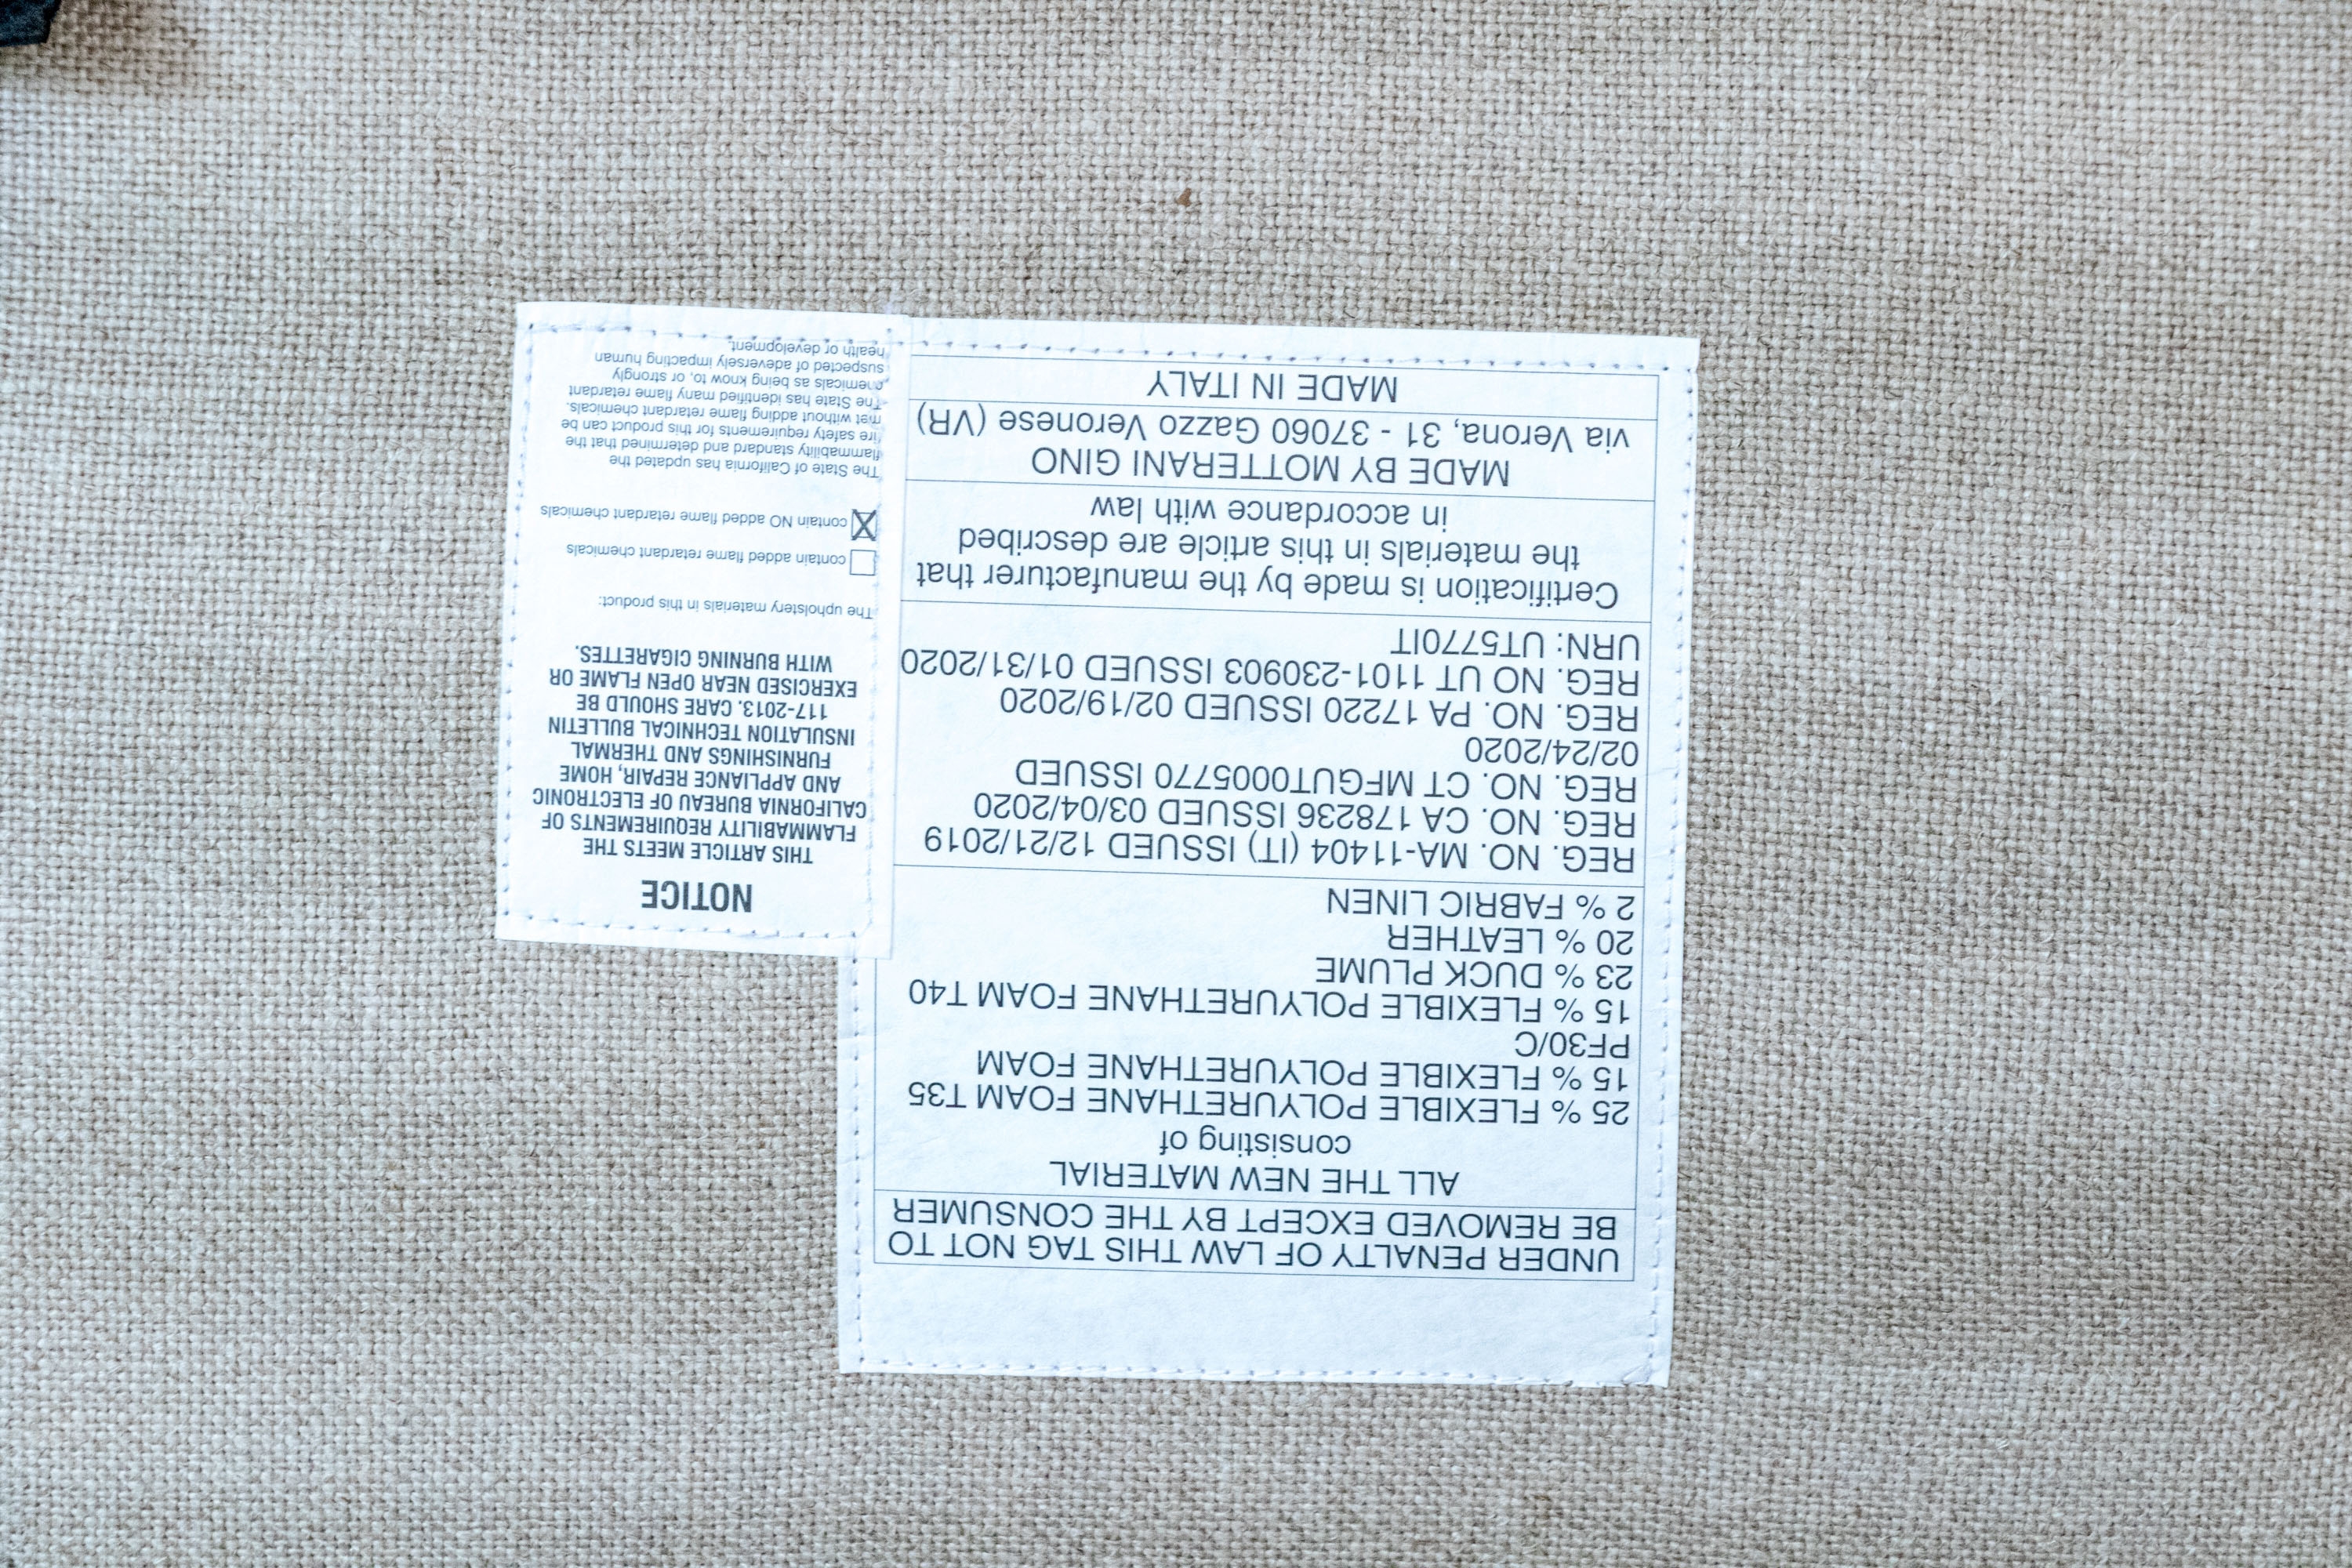 UNDER PENALTY OF LAW THIS TAG NOT TO
BE REMOVED EXCEPT BY THE CONSUMER
ALL THE NEW MATERIAL
consisting of
25 % FLEXIBLE POLYURETHANE FOAM T35
15 % FLEXIBLE POLYURETHANE FOAM
PF30/C
15 % FLEXIBLE POLYURETHANE FOAM T40
23 % DUCK PLUME
20 % LEATHER
2 % FABRIC LINEN
REG. NO. MA-11404 (IT) ISSUED 12/21/2019
REG. NO. CA 178236 ISSUED 03/04/2020
REG. NO. CT MFGUT0005770 ISSUED
02/24/2020
REG. NO. PA 17220 ISSUED 02/19/2020
REG. NO UT 1101-230903 ISSUED 01/31/2020
URN: UT5770IT
Certification is made by the manufacturer that
the materials in this article are described
in accordance with law
MADE BY MOTTERANI GINO
via Verona, 31 - 37060 Gazzo Veronese (VR)
MADE IN ITALY
NOTICE
THIS ARTICLE MEETS THE
FLAMMABILITY REQUIREMENTS OF
CALIFORNIA BUREAU OF ELECTRONIC
AND APPLIANCE REPAIR, HOME
FURNISHINGS AND THERMAL
INSULATION TECHNICAL BULLETIN
117-2013. CARE SHOULD BE
EXERCISED NEAR OPEN FLAME OR
WITH BURNING CIGARETTES.
The upholstery materials in this product:
contain added flame retardant chemicals
X contain NO added flame retardant chemicals
The State of California has updated the
flammability standard and determined that the
fire safety requirements for this product can be
met without adding flame retardant chemicals.
The State has identified many flame retardant
chemicals as being know to, or strongly
suspected of adeversely impacting human
health or development.